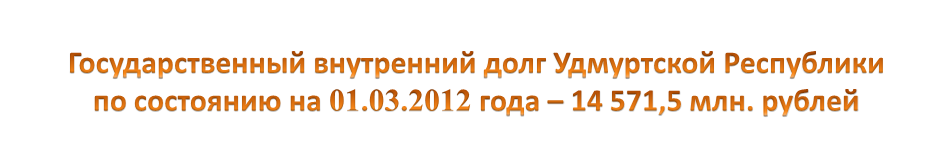 Государственный внутренний долг Удмуртской Республики
по состоянию на 01.03.2012 года – 14 571,5 млн. рублей